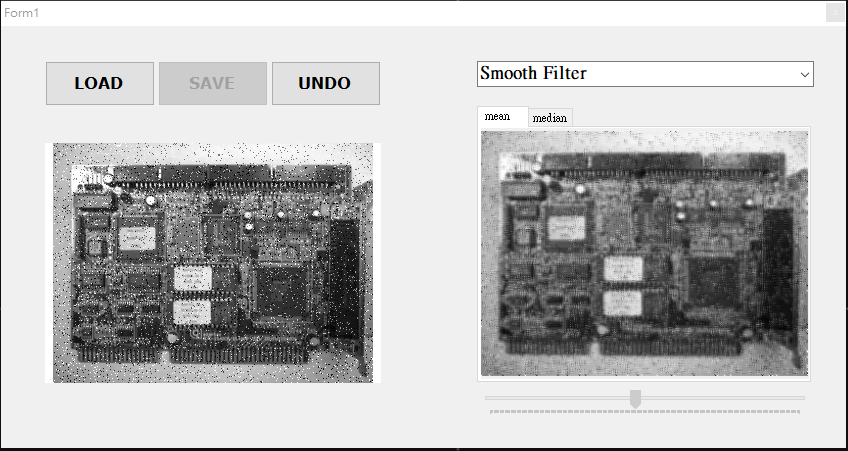 Form1
LOAD
SAVE
UNDO
Smooth Filter
mean
median